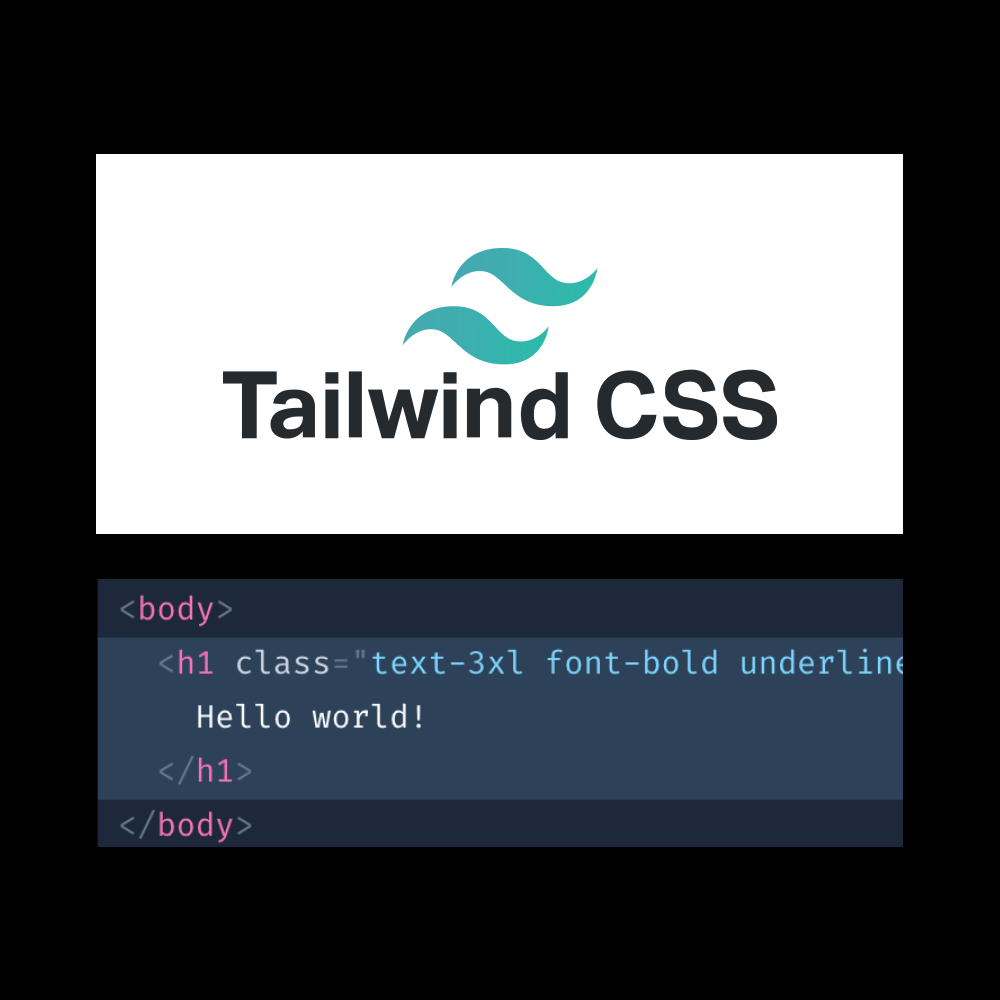 Tailwind CSS
<body>
<h1 class="text-3xl font-bold underline
Hello world!
</h1>
</body>